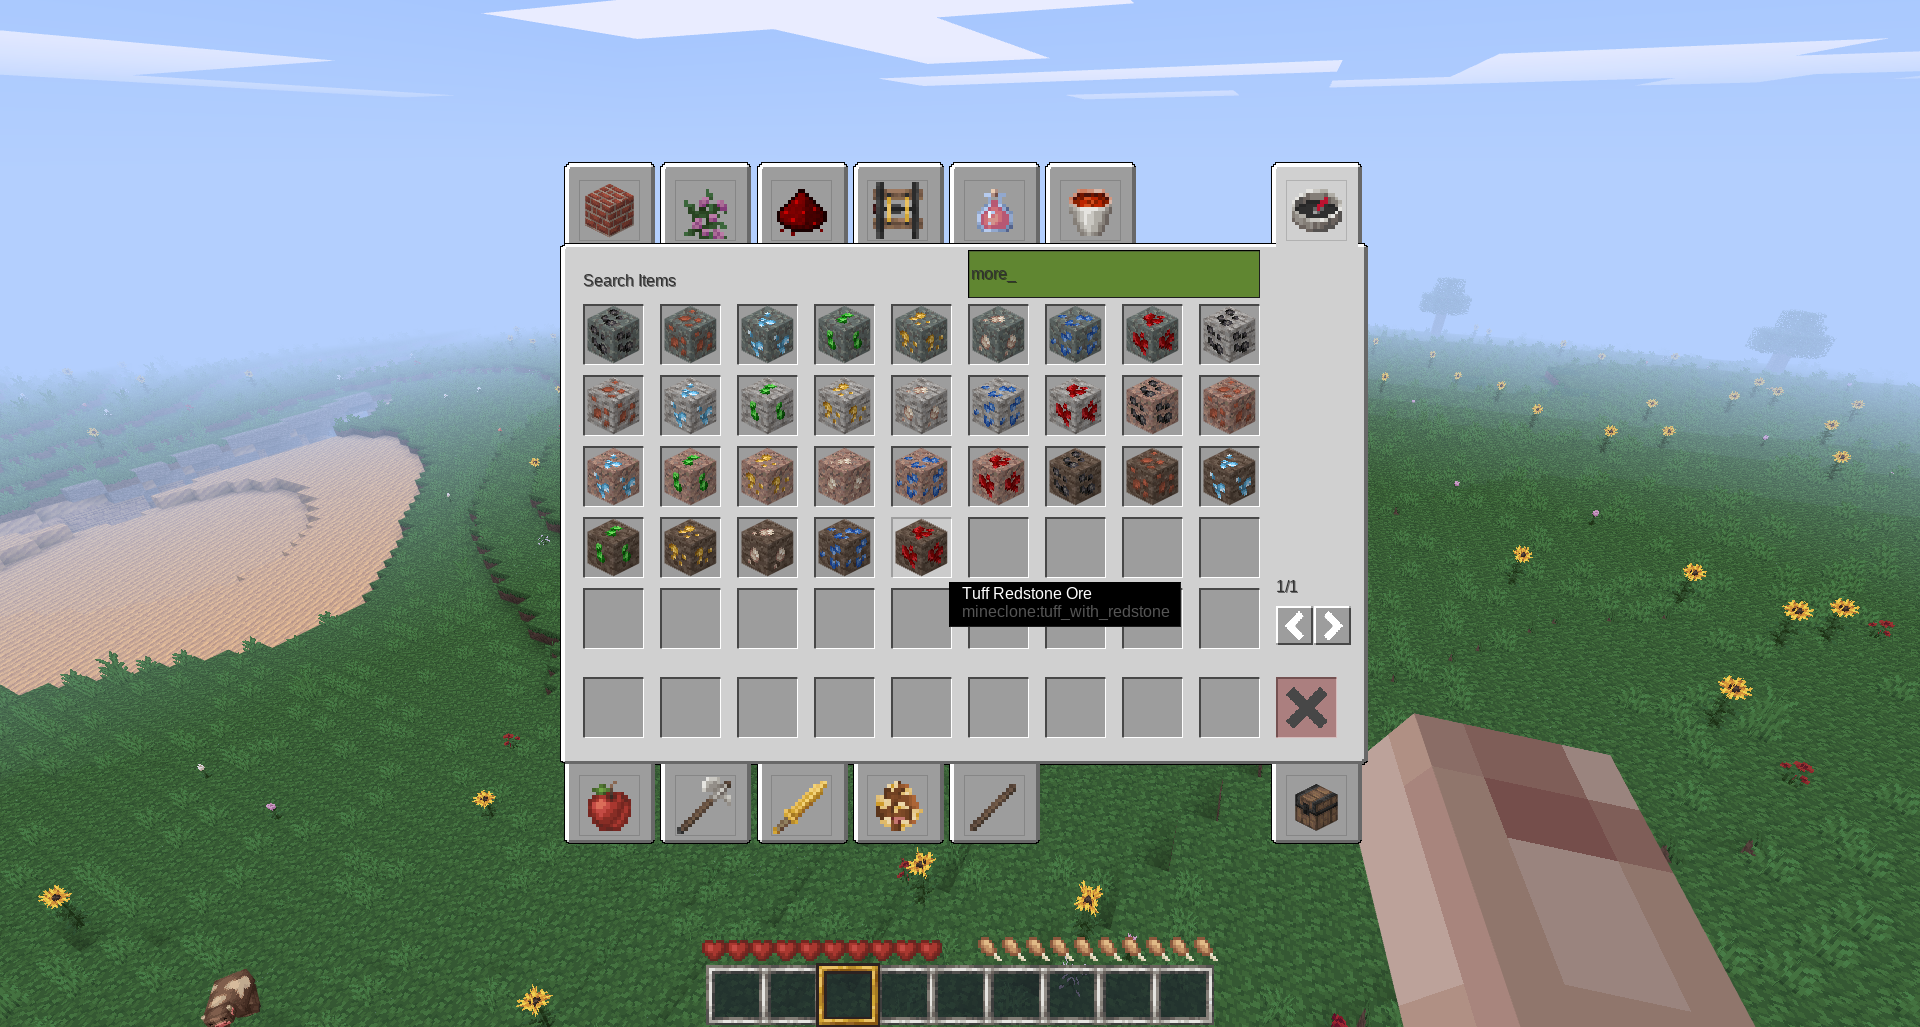 Search Items
more_
Tuff Redstone Ore
mineclone:tuff_with_redstone
1/1